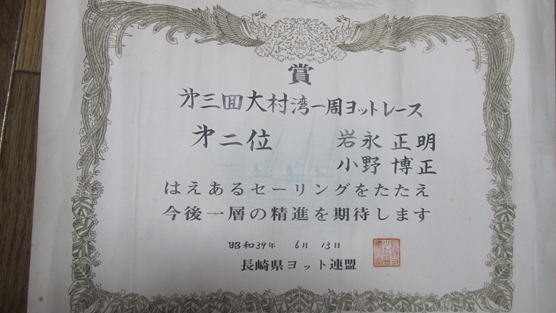 賞
第三回大村湾一周ヨットレース
第二位 岩永正明
小野博正
はえあるセーリングをたたえ
今後一層の精進を期待します
昭和39年 6月 13日
長崎県ヨット連盟